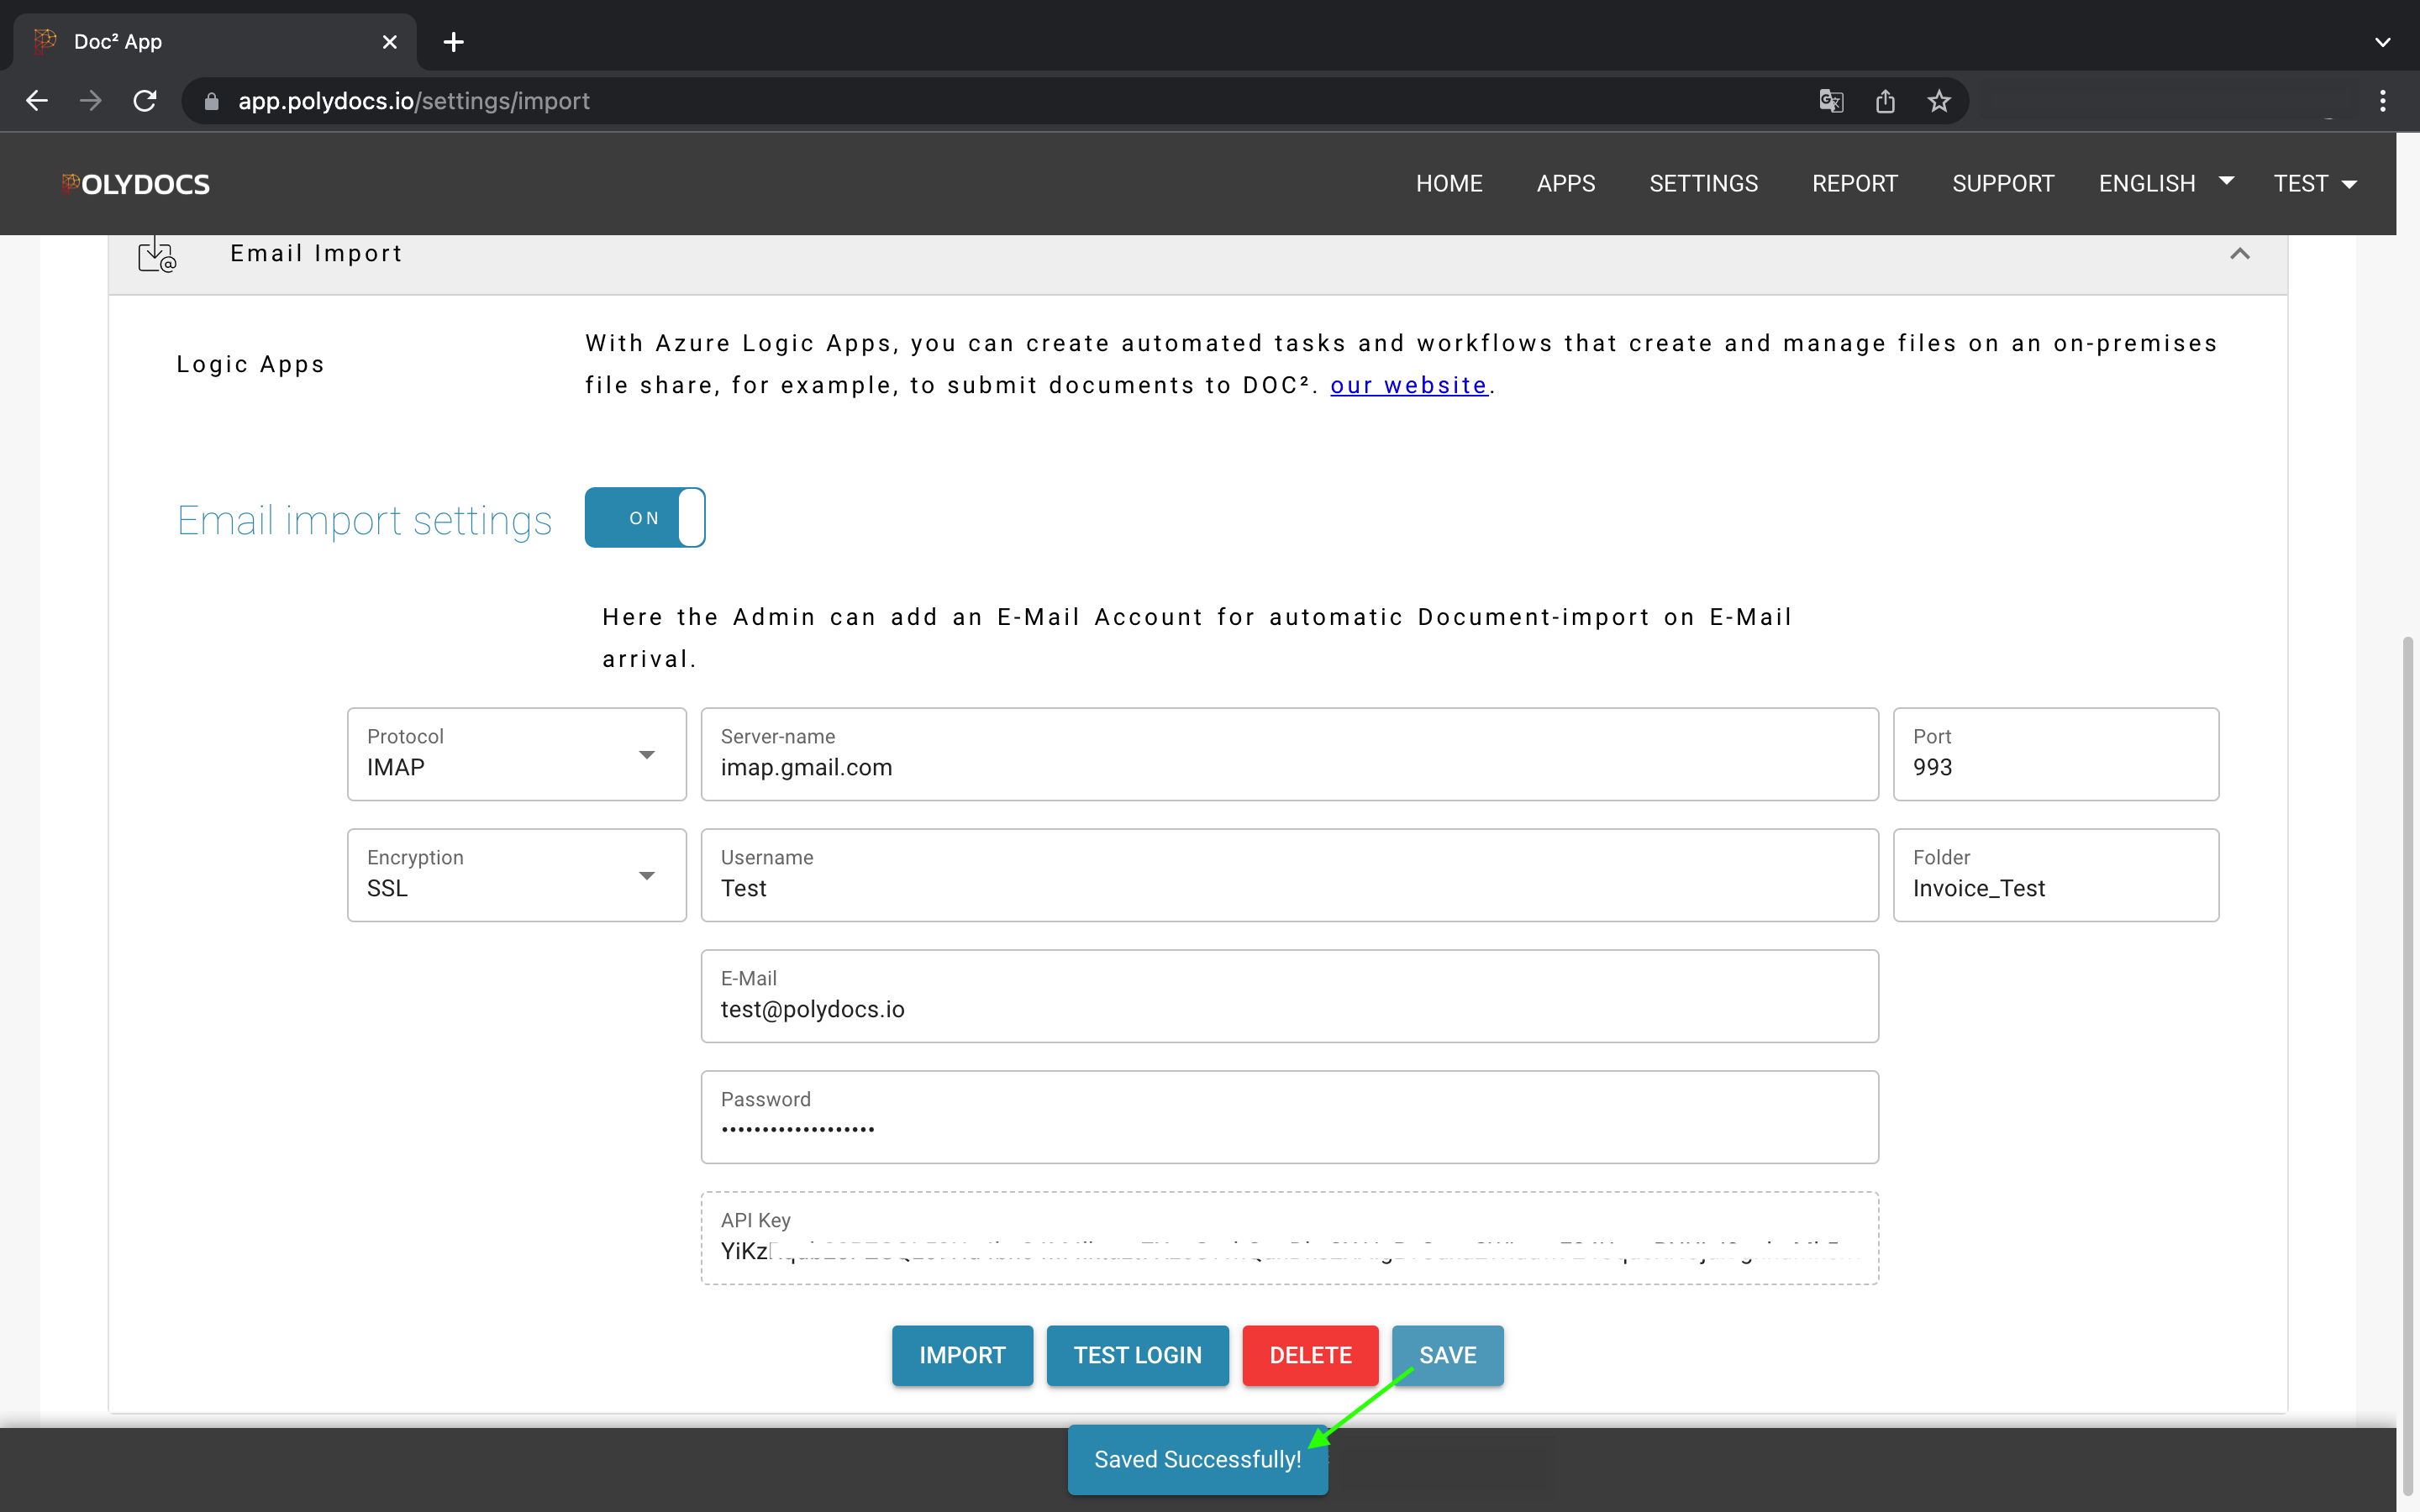 Doc² App
app.polydocs.io/settings/import
POLYDOCS
HOME
APPS
SETTINGS
REPORT
SUPPORT
ENGLISH
TEST
Email Import
Logic Apps
With Azure Logic Apps, you can create automated tasks and workflows that create and manage files on an on-premises
file share, for example, to submit documents to DOC². our website.
Email import settings
ON
Here the Admin can add an E-Mail Account for automatic Document-import on E-Mail
arrival.
Protocol
IMAP
Server-name
imap.gmail.com
Port
993
Encryption
SSL
Username
Test
Folder
Invoice_Test
E-Mail
test@polydocs.io
Password
•••••••••••••••••••
API Key
IMPORT
TEST LOGIN
DELETE
SAVE
Saved Successfully!